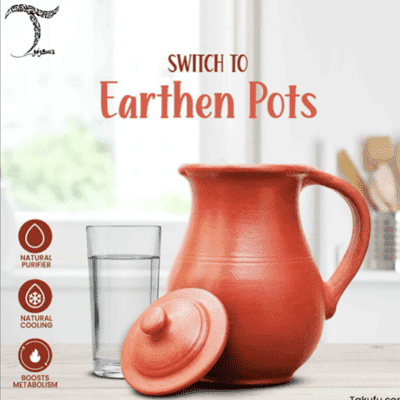 SWITCH TO
Earthen Pots
NATURAL
PURIFIER
NATURAL
COOLING
BOOSTS
METABOLISM